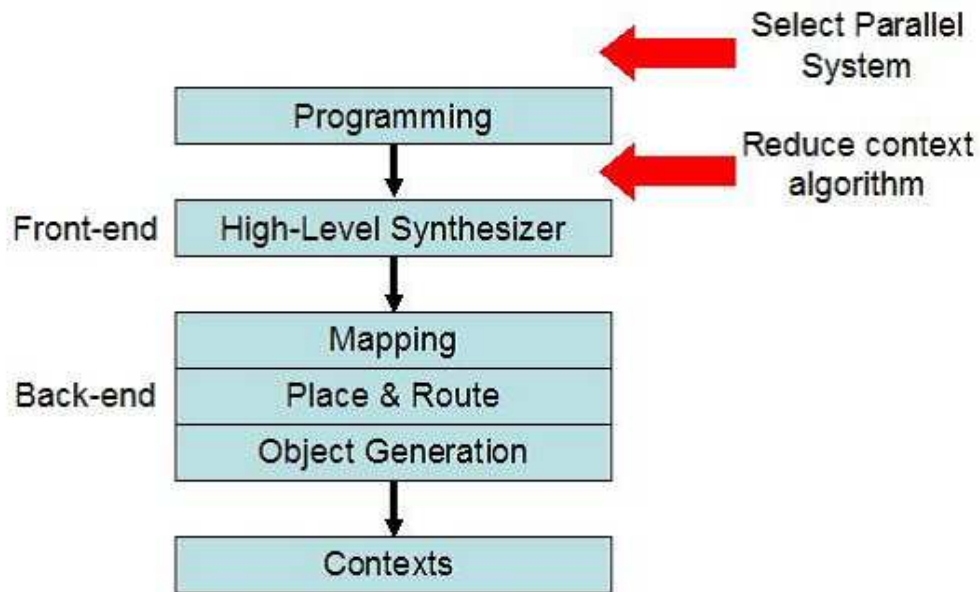 Select Parallel
System
Programming
Reduce context
algorithm
Front-end
High-Level Synthesizer
Mapping
Back-end
Place & Route
Object Generation
Contexts